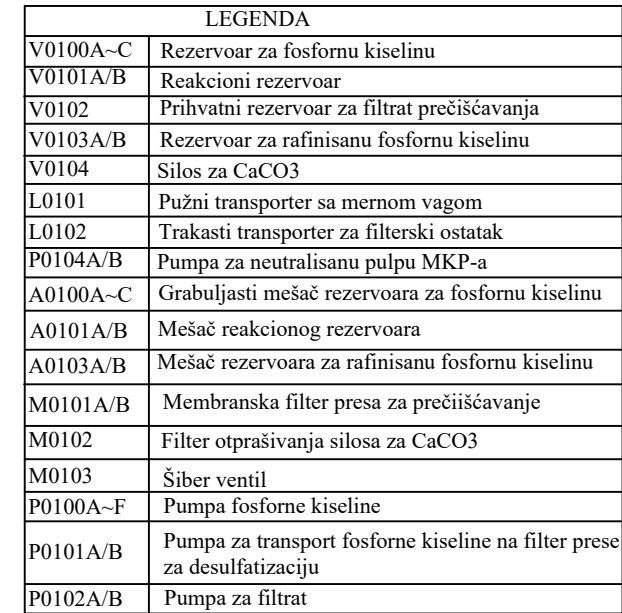 LEGENDA
V0100A~C Rezervoar za fosfornu kiselinu
V0101A/B Reakcioni rezervoar
V0102 Prihvatni rezervoar za filtrat prečišćavanja
V0103A/B Rezervoar za rafinisanu fosfornu kiselinu
V0104 Silos za CaCO3
L0101 Pužni transporter sa mernom vagom
L0102 Trakasti transporter za filterski ostatak
P0104A/B Pumpa za neutralisanu pulpu MKP-a
A0100A~C Grabuljasti mešač rezervoara za fosfornu kiselinu
A0101A/B Mešač reakcionog rezervoara
A0103A/B Mešač rezervoara za rafinisanu fosfornu kiselinu
M0101A/B Membranska filter presa za prečiišćavanje
M0102 Filter otprašivanja silosa za CaCO3
M0103 Šiber ventil
P0100A~F Pumpa fosforne kiseline
P0101A/B Pumpa za transport fosforne kiseline na filter prese
za desulfatizaciju
P0102A/B Pumpa za filtrat